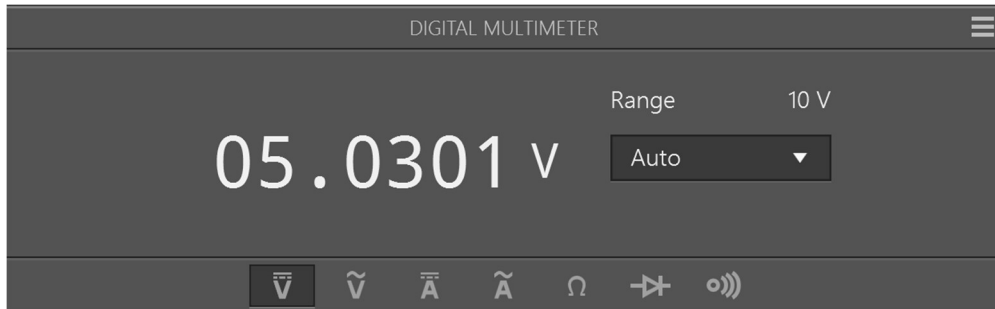 DIGITAL MULTIMETER
Range 10 V
05.0301 V
Auto
V V A A Ω